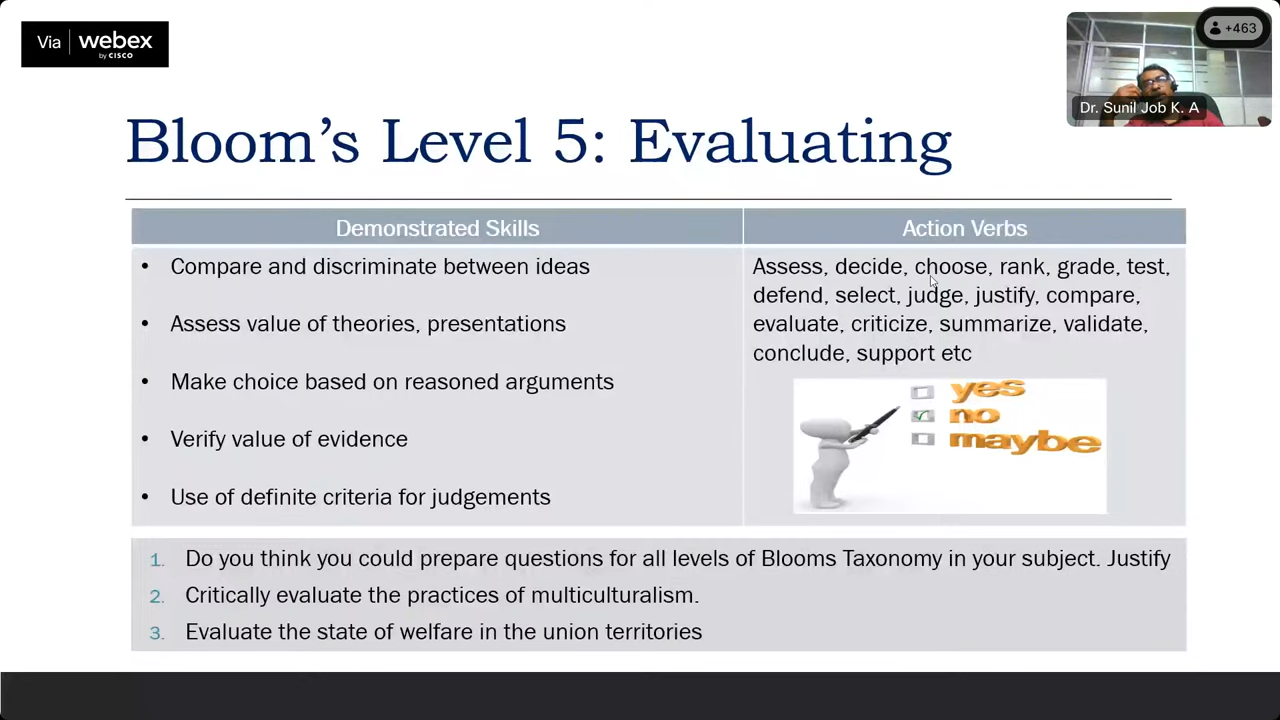 Via webex
by CISCO
+463
Dr. Sunil Job K. A
Bloom's Level 5: Evaluating
Demonstrated Skills
Action Verbs
• Compare and discriminate between ideas
• Assess value of theories, presentations
• Make choice based on reasoned arguments
• Verify value of evidence
• Use of definite criteria for judgements
Assess, decide, choose, rank, grade, test,
defend, select, judge, justify, compare,
evaluate, criticize, summarize, validate,
conclude, support etc
yes
no
maybe
1. Do you think you could prepare questions for all levels of Blooms Taxonomy in your subject. Justify
2. Critically evaluate the practices of multiculturalism.
3. Evaluate the state of welfare in the union territories